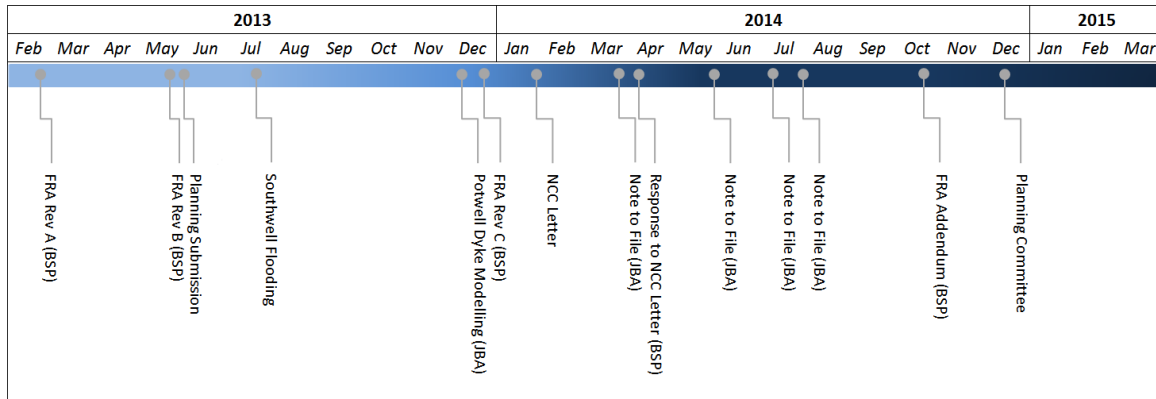 2013 2014 2015
Feb Mar Apr May Jun Jul Aug Sep Oct Nov Dec Jan Feb Mar Apr May Jun Jul Aug Sep Oct Nov Dec Jan Feb Mar
FRA Rev A (BSP)
FRA Rev B (BSP)
Planning Submission
Southwell Flooding
Potwell Dyke Modelling (JBA)
FRA Rev C (BSP)
NCC Letter
Note to File (JBA)
Response to NCC Letter (BSP)
Note to File (JBA)
Note to File (JBA)
Note to File (JBA)
FRA Addendum (BSP)
Planning Committee